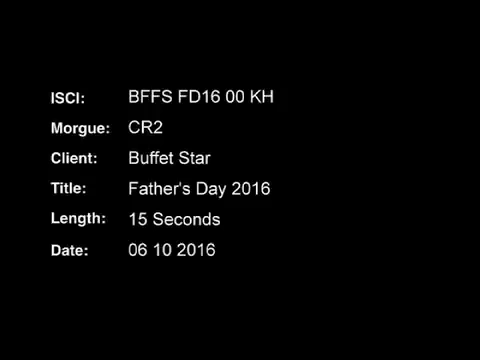 ISCI: BFFS FD16 00 KH
Morgue: CR2
Client: Buffet Star
Title: Father's Day 2016
Length: 15 Seconds
Date: 06 10 2016